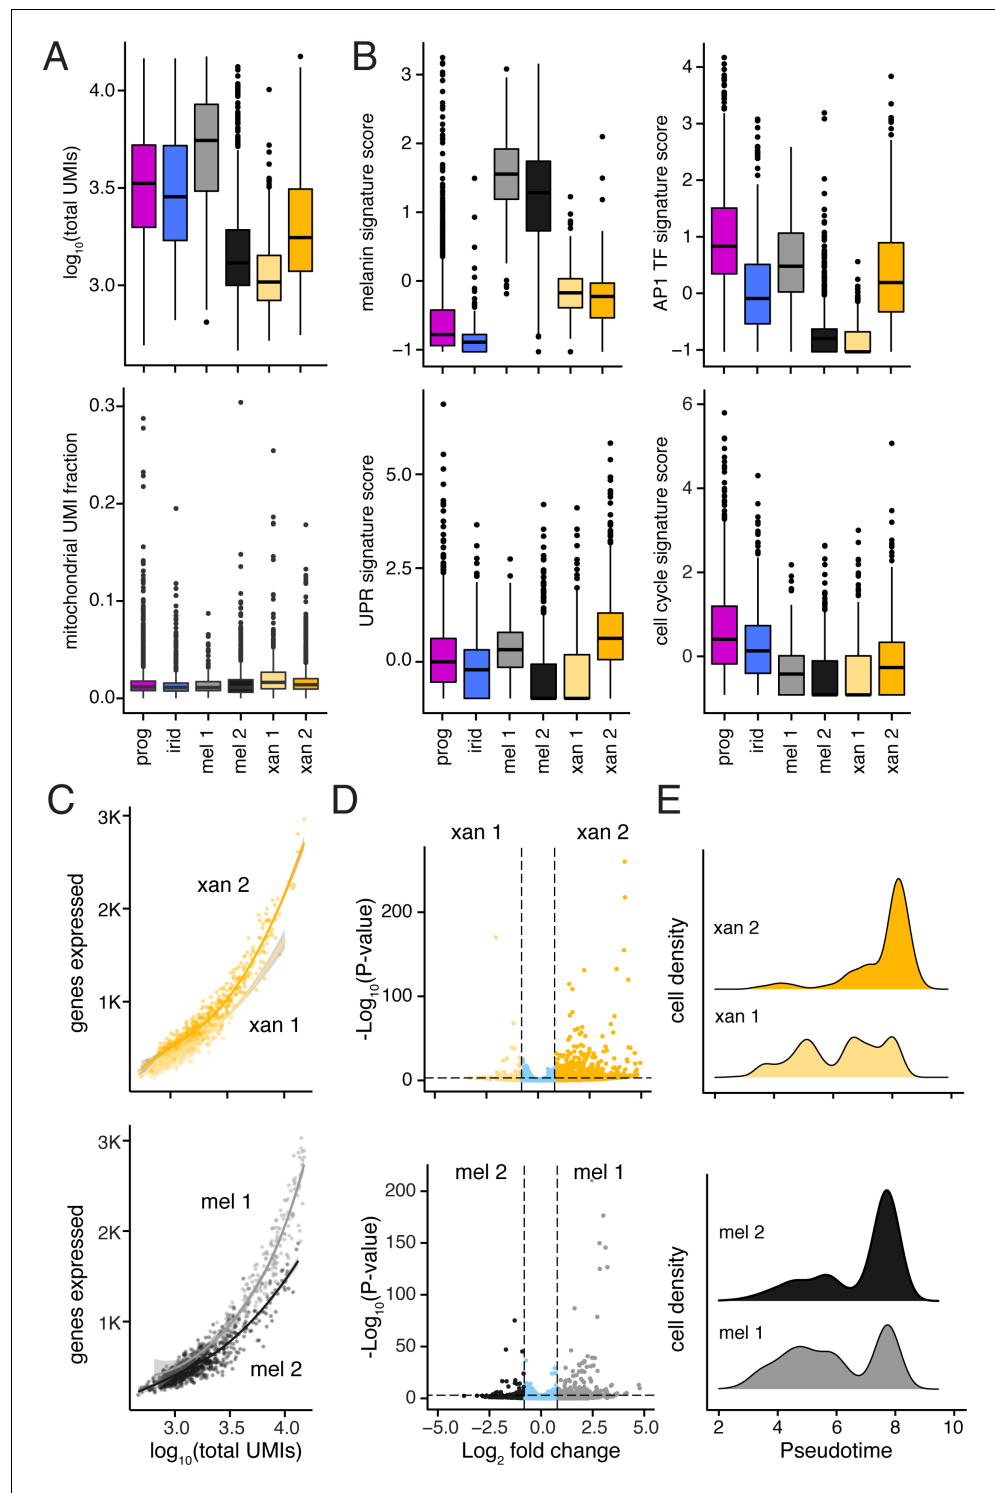 A
B
log10(total UMIs)
4.0
3.5
3.0
melanin signature score
3
2
1
0
−1
AP1 TF signature score
4
3
2
1
0
−1
mitochondrial UMI fraction
0.3
0.2
0.1
0.0
UPR signature score
5.0
2.5
0.0
cell cycle signature score
6
4
2
0
prog irid mel 1 mel 2 xan 1 xan 2
prog irid mel 1 mel 2 xan 1 xan 2
prog irid mel 1 mel 2 xan 1 xan 2
C
D
E
genes expressed
3K
2K
1K
xan 2
xan 1
xan 1 xan 2
-Log10(P-value)
200
100
0
cell density
xan 2
xan 1
genes expressed
3K
2K
1K
mel 1
mel 2
3.0 3.5 4.0
log10(total UMIs)
mel 2 mel 1
-Log10(P-value)
200
150
100
50
0
−5.0 −2.5 0.0 2.5 5.0
Log2 fold change
cell density
mel 2
mel 1
2 4 6 8 10
Pseudotime